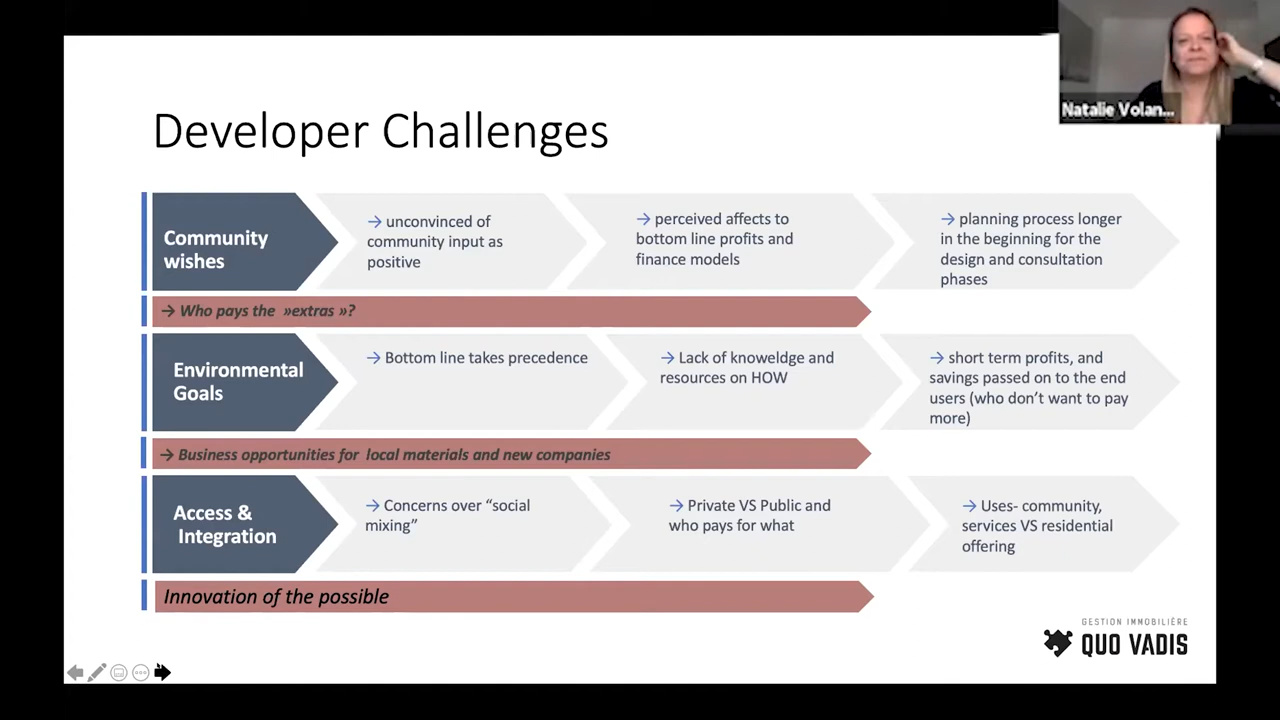 Natalie Volan...
Developer Challenges
Community
wishes
→ unconvinced of
community input as
positive
→ perceived affects to
bottom line profits and
finance models
→ planning process longer
in the beginning for the
design and consultation
phases
→ Who pays the »extras »?
Environmental
Goals
→ Bottom line takes precedence
→ Lack of knoweldge and
resources on HOW
→ short term profits, and
savings passed on to the end
users (who don't want to pay
more)
→ Business opportunities for local materials and new companies
Access &
Integration
→ Concerns over “social
mixing”
→ Private VS Public and
who pays for what
→ Uses- community,
services VS residential
offering
Innovation of the possible
GESTION IMMOBILIÈRE
QUO VADIS